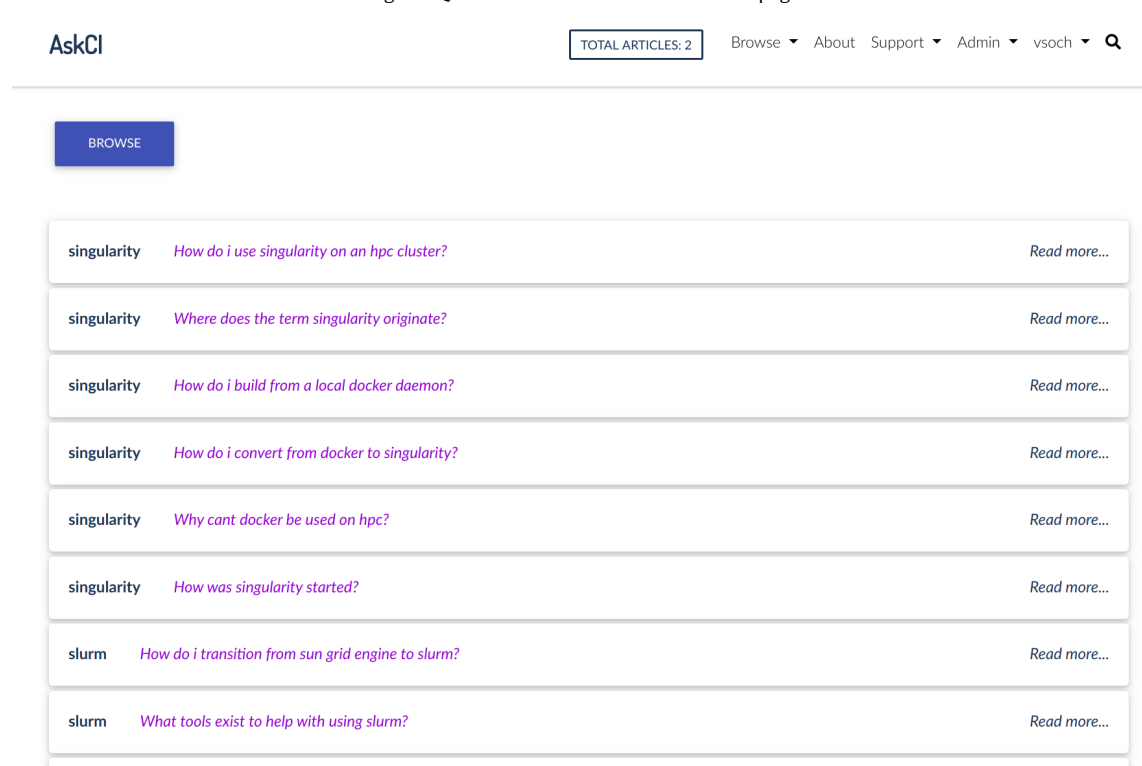 AskCI
TOTAL ARTICLES: 2
Browse
About
Support
Admin
vsoch
BROWSE
singularity How do i use singularity on an hpc cluster? Read more...
singularity Where does the term singularity originate? Read more...
singularity How do i build from a local docker daemon? Read more...
singularity How do i convert from docker to singularity? Read more...
singularity Why cant docker be used on hpc? Read more...
singularity How was singularity started? Read more...
slurm How do i transition from sun grid engine to slurm? Read more...
slurm What tools exist to help with using slurm? Read more...